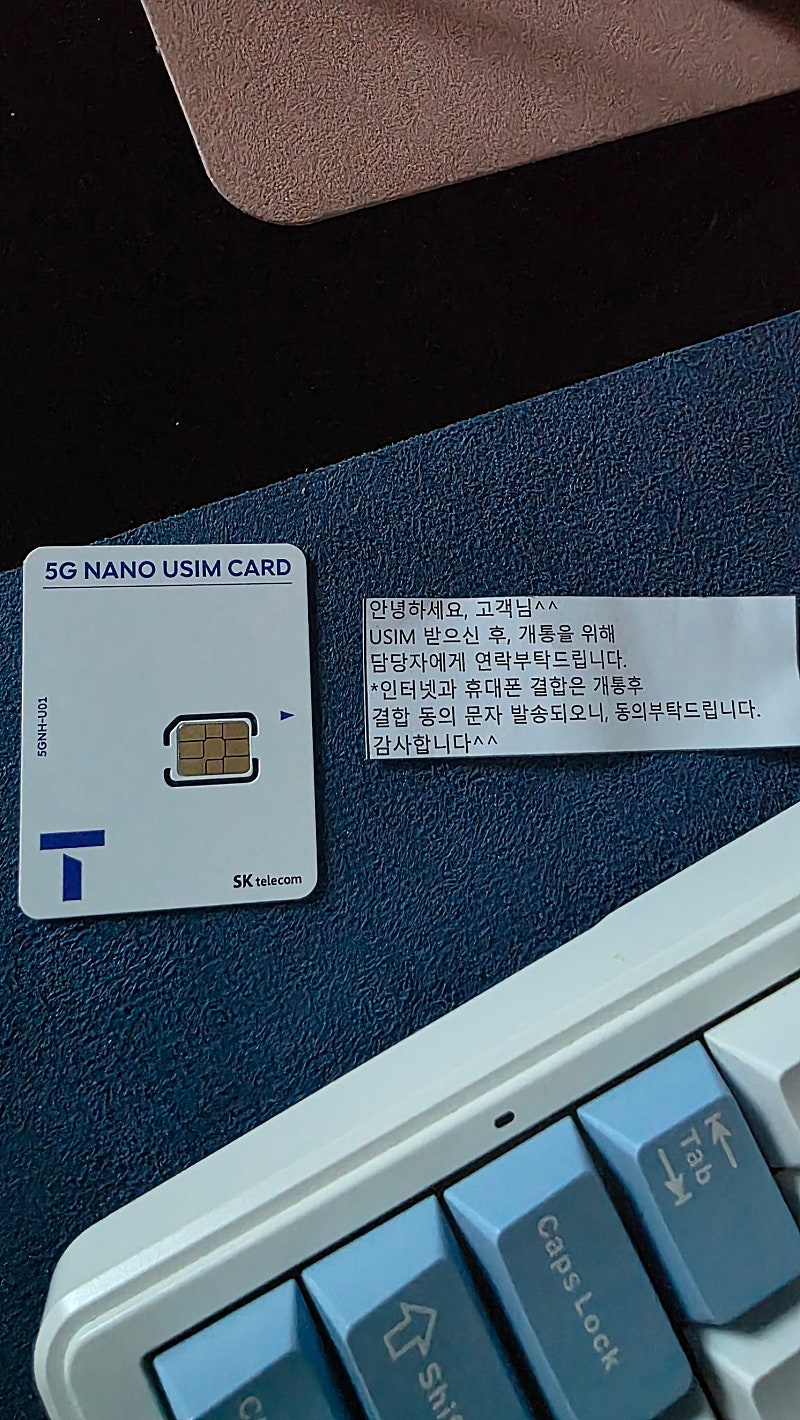 5G NANO USIM CARD
5GNH-U01
T
SK telecom
안녕하세요, 고객님^^
USIM 받으신 후, 개통을 위해
담당자에게 연락부탁드립니다.
*인터넷과 휴대폰 결합은 개통후
결합 동의 문자 발송되오니, 동의부탁드립니다.
감사합니다^^
Tab
Caps Lock